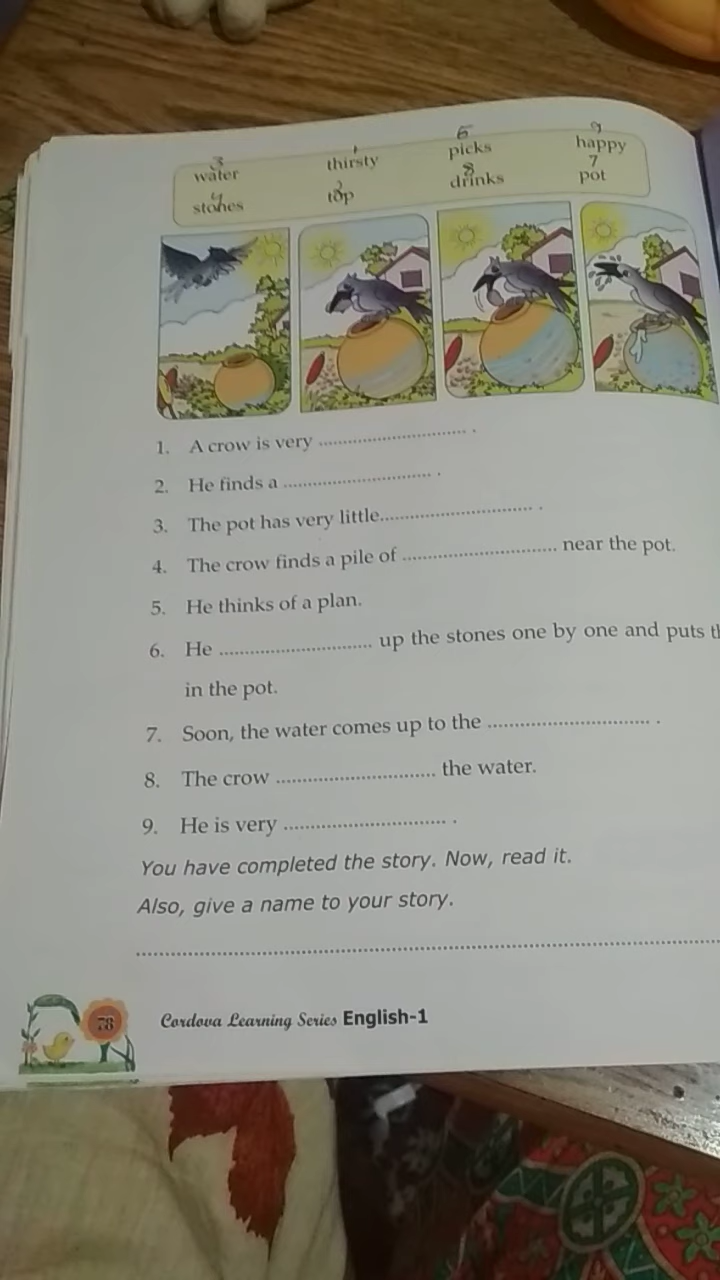 3 1 6 9
water thirsty picks happy
4 2 8 7
stones top drinks pot
1. A crow is very .............................. .
2. He finds a .............................. .
3. The pot has very little.............................. .
4. The crow finds a pile of .............................. near the pot.
5. He thinks of a plan.
6. He .............................. up the stones one by one and puts th
in the pot.
7. Soon, the water comes up to the .............................. .
8. The crow .............................. the water.
9. He is very .............................. .
You have completed the story. Now, read it.
Also, give a name to your story.
78 Cordova Learning Series English-1